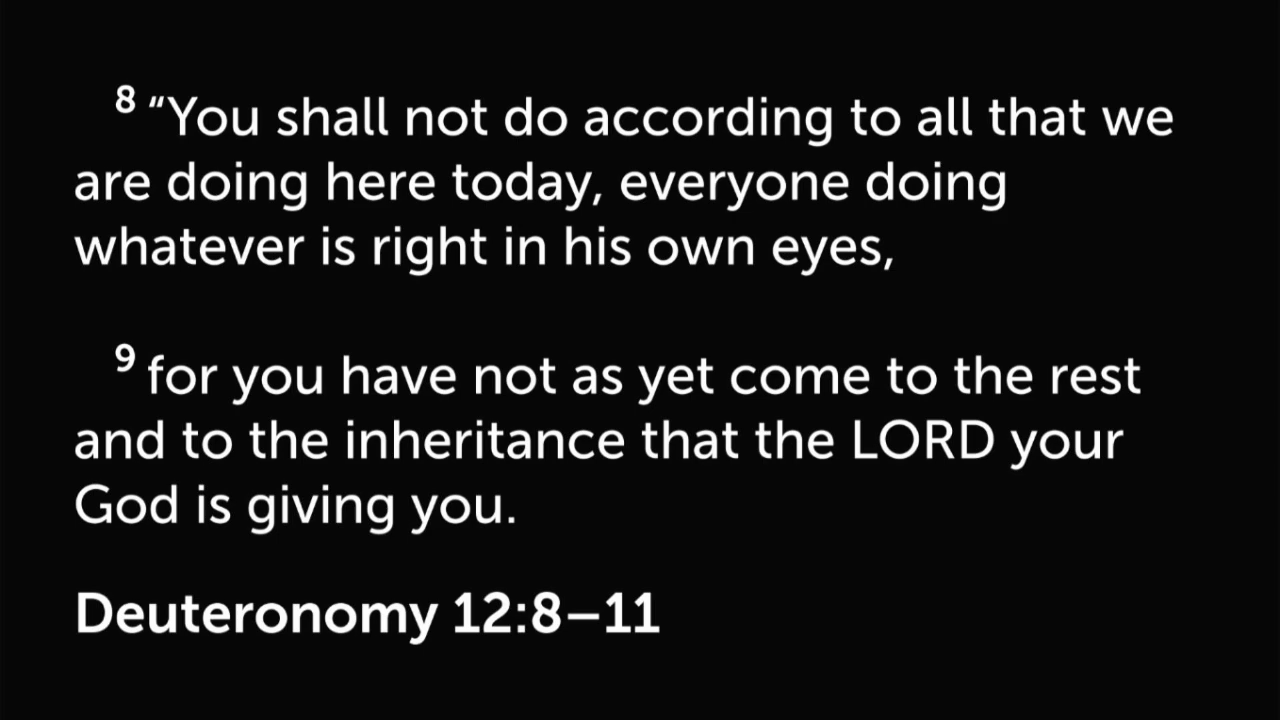 8 “You shall not do according to all that we
are doing here today, everyone doing
whatever is right in his own eyes,
9 for you have not as yet come to the rest
and to the inheritance that the LORD your
God is giving you.
Deuteronomy 12:8–11